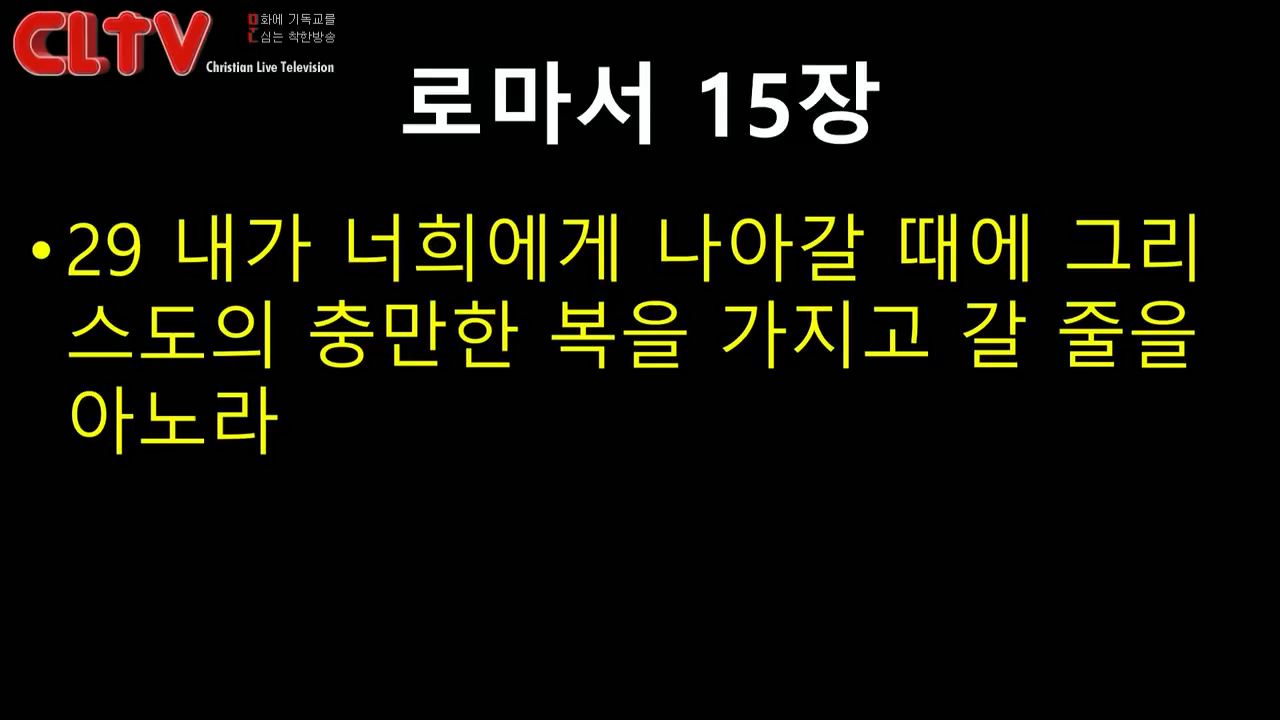 CLTV
문화에 기독교를
심는 착한방송
Christian Live Television
로마서 15장
• 29 내가 너희에게 나아갈 때에 그리
스도의 충만한 복을 가지고 갈 줄을
아노라